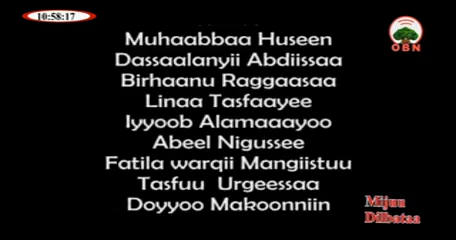 10:58:17
OBN
Muhaabbaa Huseen
Dassaalanyii Abdiissaa
Birhaanu Raggaasaa
Linaa Tasfaayee
Iyyoob Alamaaayoo
Abeel Nigussee
Fatila warqii Mangiistuu
Tasfuu Urgeessaa
Doyyoo Makoonniin
Mijuu
Dilbataa